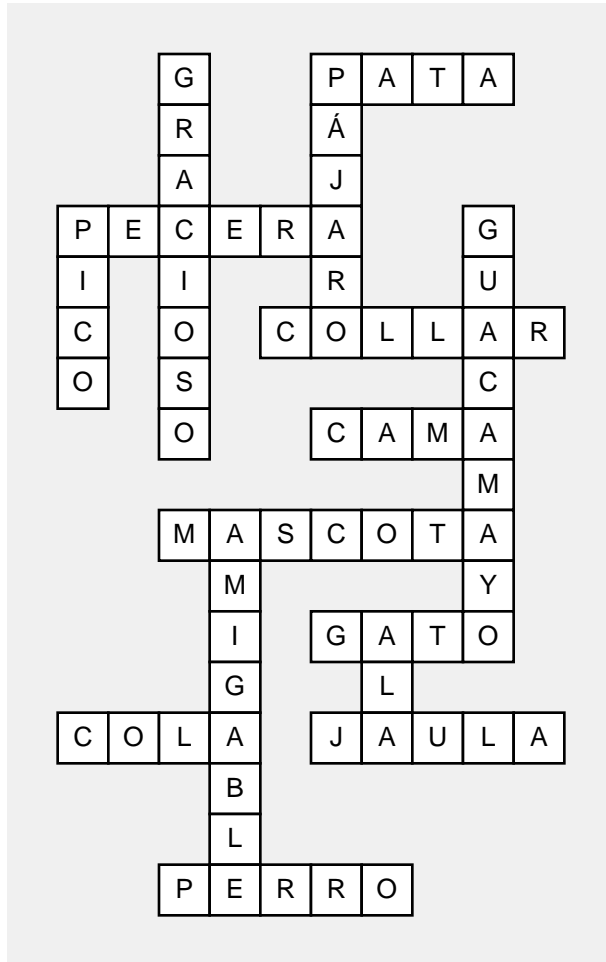 G P A T A
R Á
A J
P E C E R A G
I I R U
C O C O L L A R
O S C
O C A M A
M
M A S C O T A
M Y
I G A T O
G L
C O L A J A U L A
B
L
P E R R O